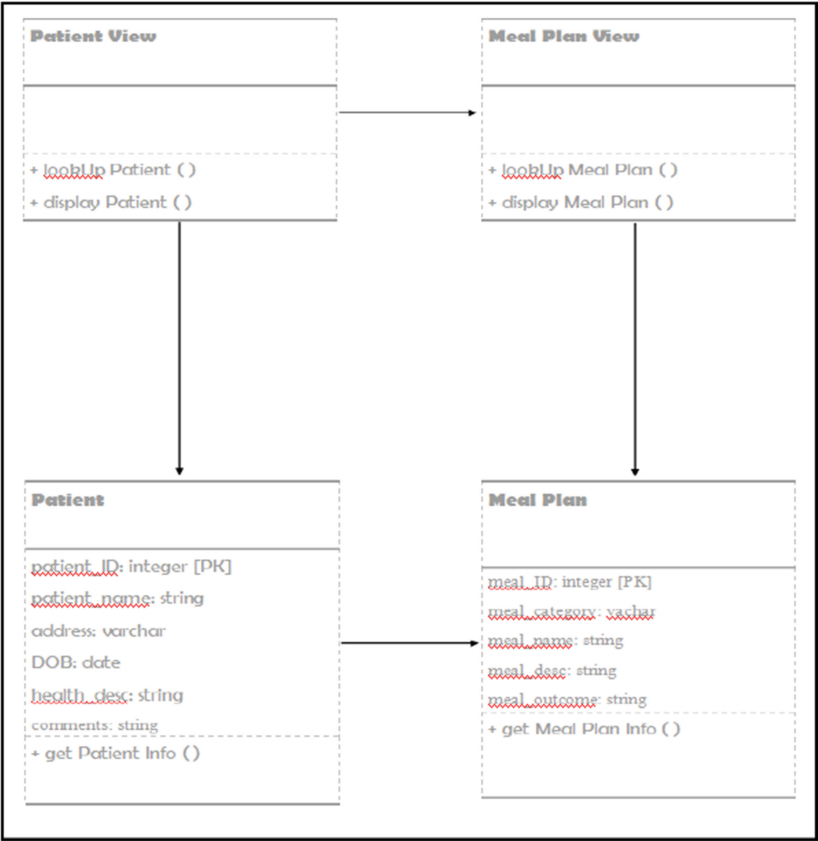 Patient View
+ lookUp Patient ( )
+ display Patient ( )
Meal Plan View
+ lookUp Meal Plan ( )
+ display Meal Plan ( )
Patient
patient_ID: integer [PK]
patient_name: string
address: varchar
DOB: date
health_desc: string
comments: string
+ get Patient Info ( )
Meal Plan
meal_ID: integer [PK]
meal_category: vachar
meal_name: string
meal_desc: string
meal_outcome: string
+ get Meal Plan Info ( )